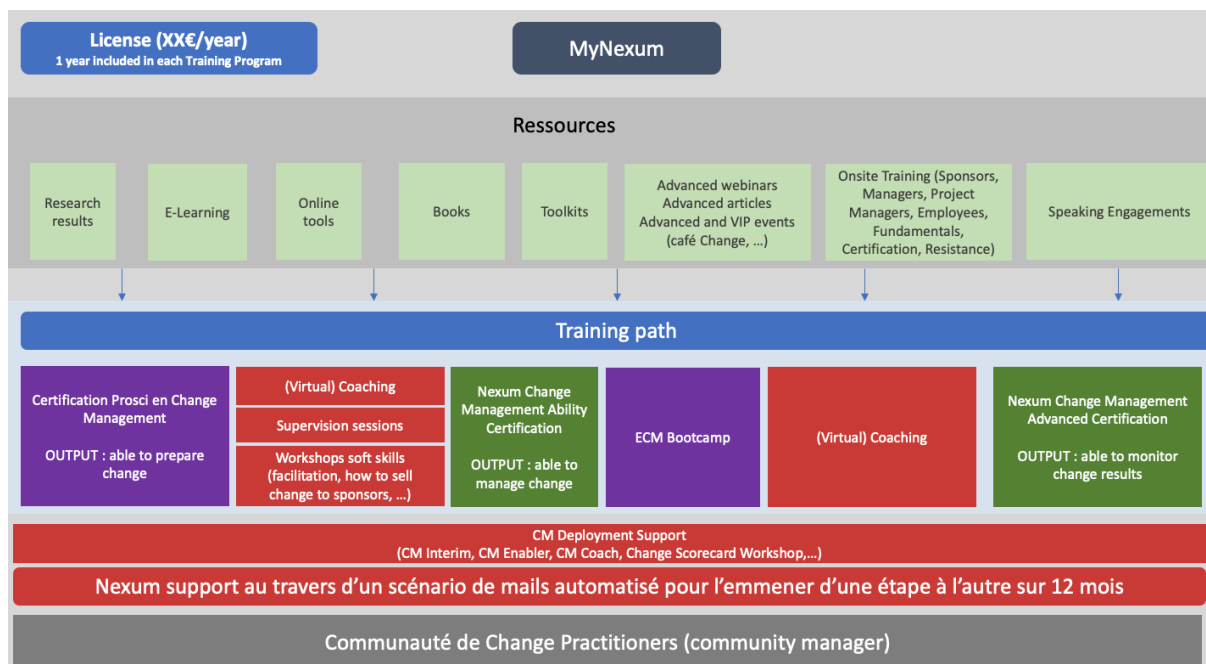 License (XX€/year)
1 year included in each Training Program
MyNexum
Ressources
Research
results
E-Learning
Online
tools
Books
Toolkits
Advanced webinars
Advanced articles
Advanced and VIP events
(café Change, ...)
Onsite Training (Sponsors,
Managers, Project
Managers, Employees,
Fundamentals,
Certification, Resistance)
Speaking Engagements
Training path
Certification Prosci en Change
Management
OUTPUT : able to prepare
change
(Virtual) Coaching
Supervision sessions
Workshops soft skills
(facilitation, how to sell
change to sponsors, ...)
Nexum Change
Management Ability
Certification
OUTPUT : able to
manage change
ECM Bootcamp
(Virtual) Coaching
Nexum Change Management
Advanced Certification
OUTPUT : able to monitor
change results
CM Deployment Support
(CM Interim, CM Enabler, CM Coach, Change Scorecard Workshop,...)
Nexum support au travers d’un scénario de mails automatisé pour l’emmener d’une étape à l’autre sur 12 mois
Communauté de Change Practitioners (community manager)